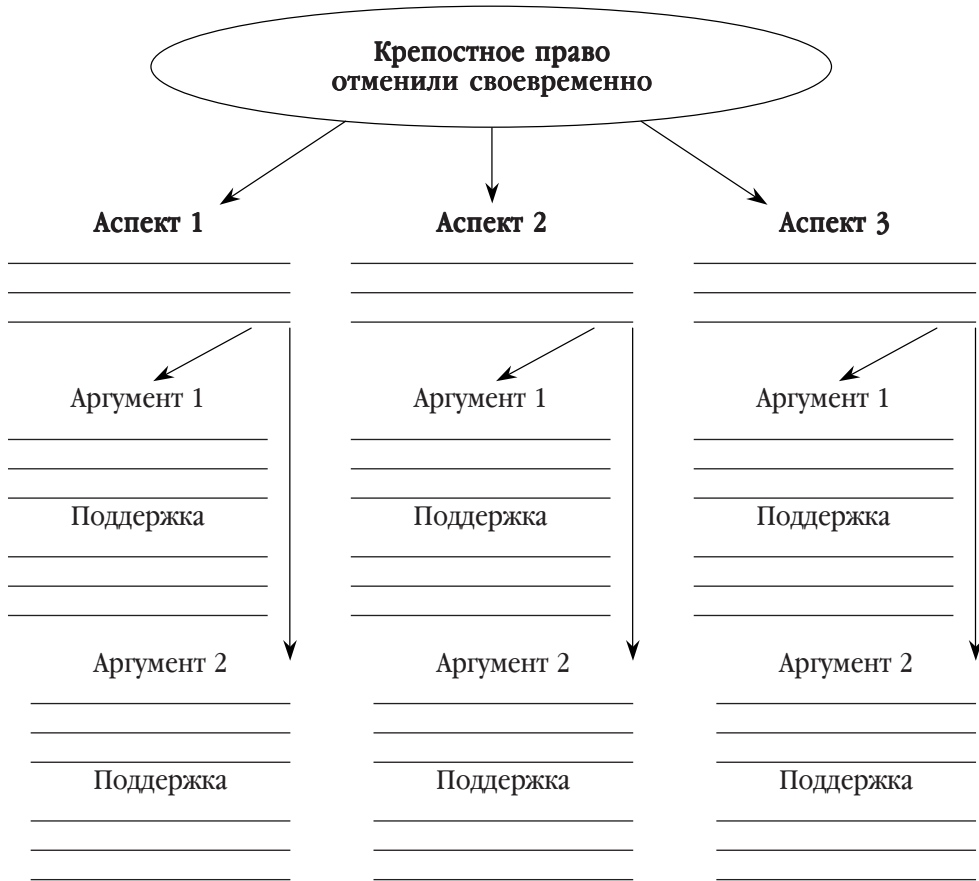 Крепостное право
отменили своевременно
Аспект 1
Аспект 2
Аспект 3
Аргумент 1
Аргумент 1
Аргумент 1
Поддержка
Поддержка
Поддержка
Аргумент 2
Аргумент 2
Аргумент 2
Поддержка
Поддержка
Поддержка